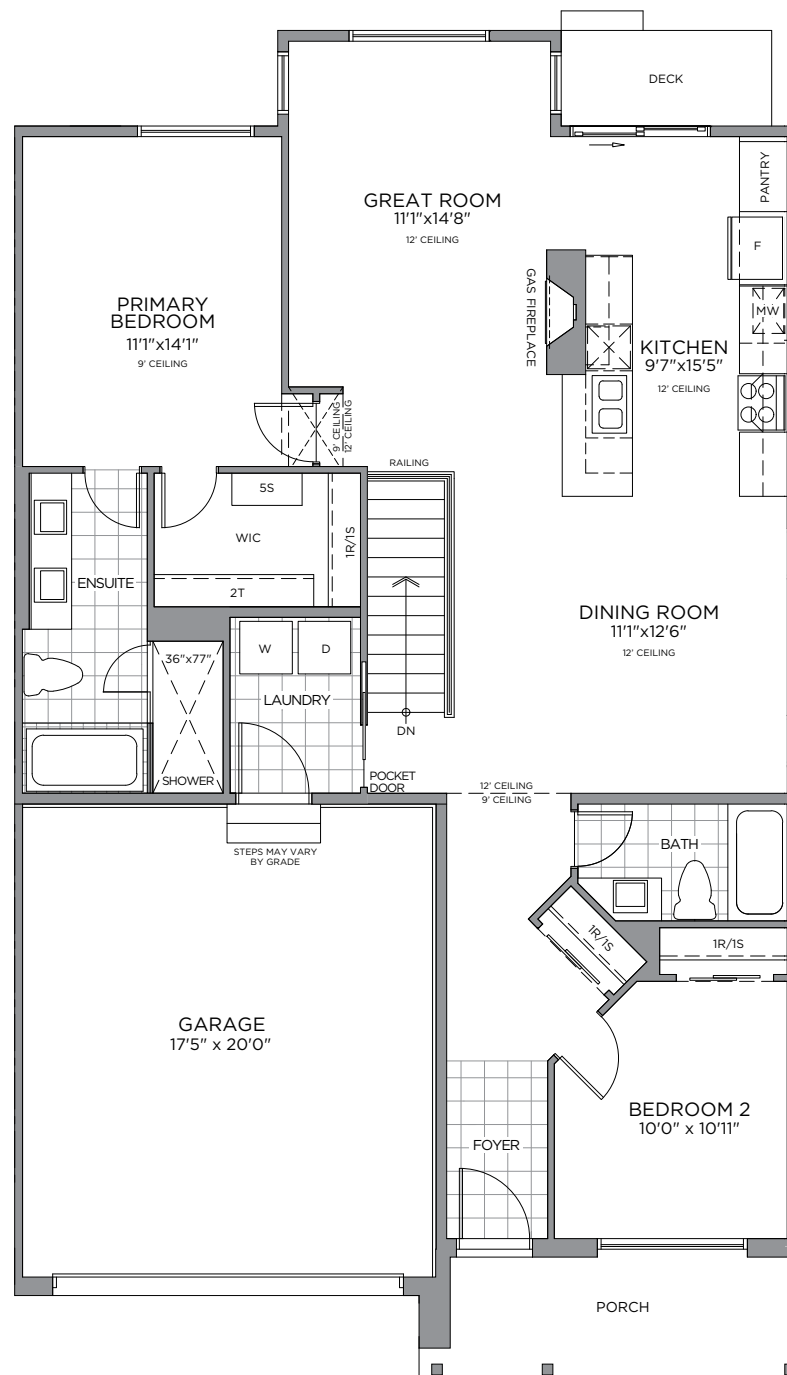 DECK
PANTRY
GREAT ROOM
11'1"x14'8"
12' CEILING
F
GAS FIREPLACE
MW
PRIMARY
BEDROOM
11'1"x14'1"
9' CEILING
KITCHEN
9'7"x15'5"
12' CEILING
9' CEILING
12' CEILING
RAILING
5S
WIC
1R/1S
2T
ENSUITE
DINING ROOM
11'1"x12'6"
12' CEILING
W
D
36"x77"
LAUNDRY
DN
SHOWER
POCKET
DOOR
12' CEILING
9' CEILING
STEPS MAY VARY
BY GRADE
BATH
1R/1S
1R/1S
GARAGE
17'5" x 20'0"
BEDROOM 2
10'0" x 10'11"
FOYER
PORCH